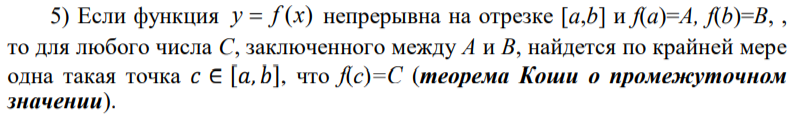 5) Если функция y = f (x) непрерывна на отрезке [a,b] и f(a)=A, f(b)=B, ,
то для любого числа C, заключенного между A и B, найдется по крайней мере
одна такая точка c ∈ [a, b], что f(c)=C (теорема Коши о промежуточном
значении).